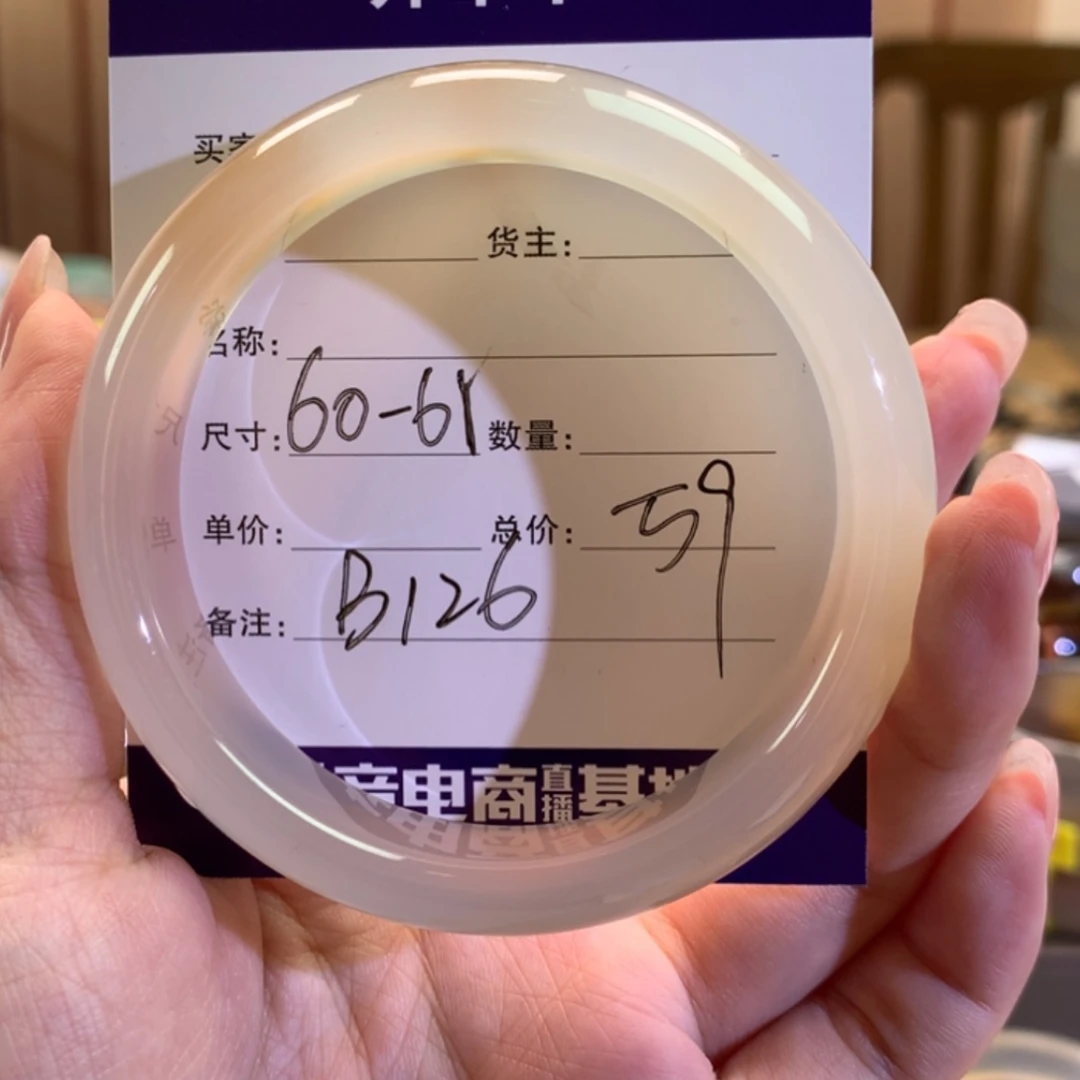 货主:
名称:
尺寸: 60-61 数量:
单价: 总价: 59
备注: B126
电商直播基